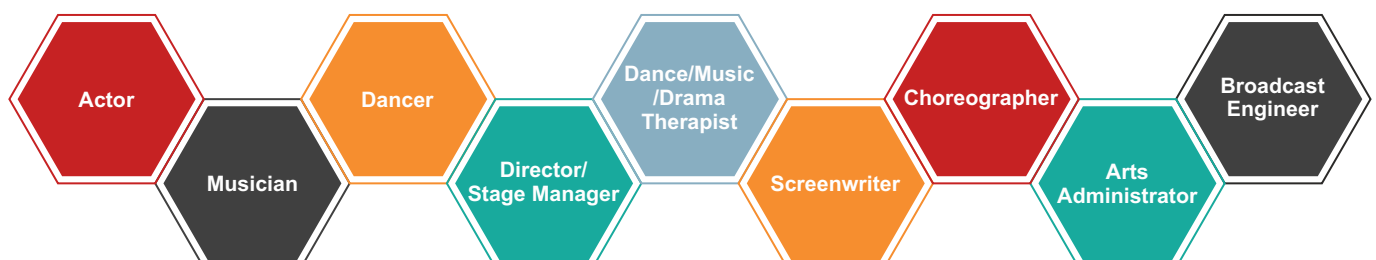 Actor
Musician
Dancer
Director/
Stage Manager
Dance/Music
/Drama
Therapist
Screenwriter
Choreographer
Arts
Administrator
Broadcast
Engineer